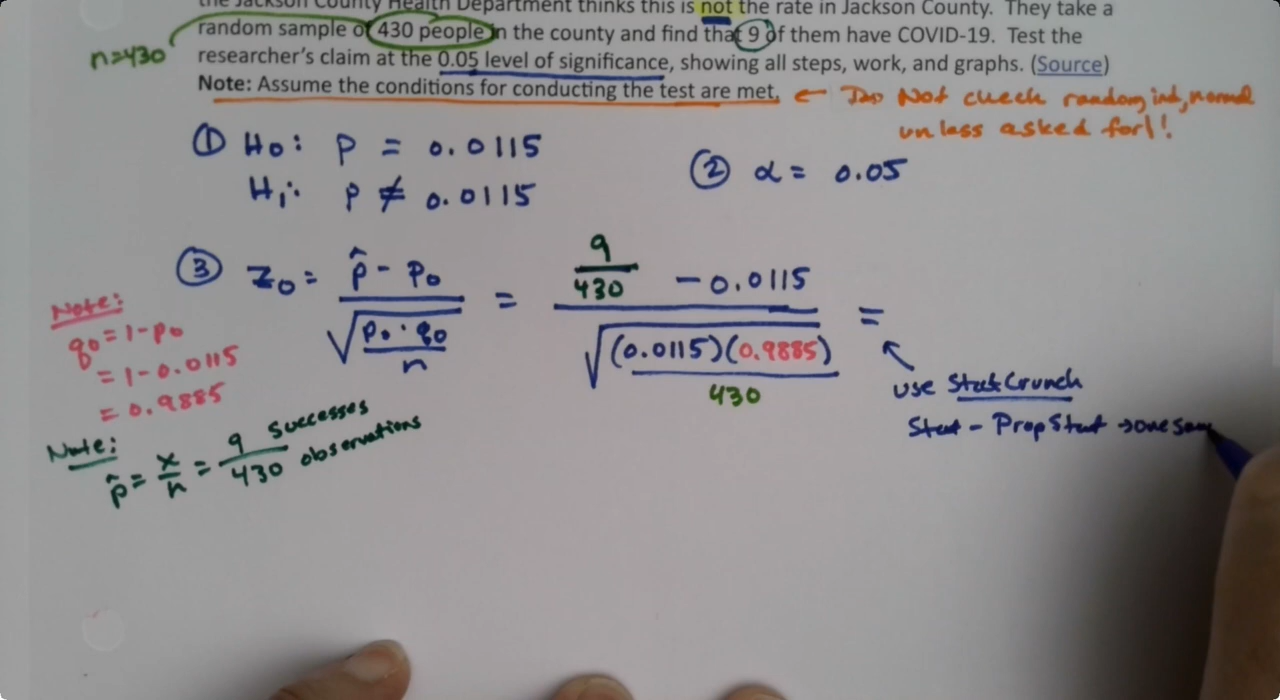 the Jackson County Health Department thinks this is not the rate in Jackson County. They take a
random sample of 430 people in the county and find that 9 of them have COVID-19. Test the
researcher's claim at the 0.05 level of significance, showing all steps, work, and graphs. (Source)
Note: Assume the conditions for conducting the test are met.
n=430
← Do Not check random, ind, normal
unless asked for!!
① H₀: p = 0.0115
H₁: p ≠ 0.0115
② α = 0.05
③ z₀ = (p̂ - p₀) / √(p₀ · q₀ / n) = (9/430 - 0.0115) / √((0.0115)(0.9885) / 430) =
Note:
q₀ = 1 - p₀
= 1 - 0.0115
= 0.9885
Note:
p̂ = x/n = 9 successes / 430 observations
use StatCrunch
Stat - Prop Stat → one sam